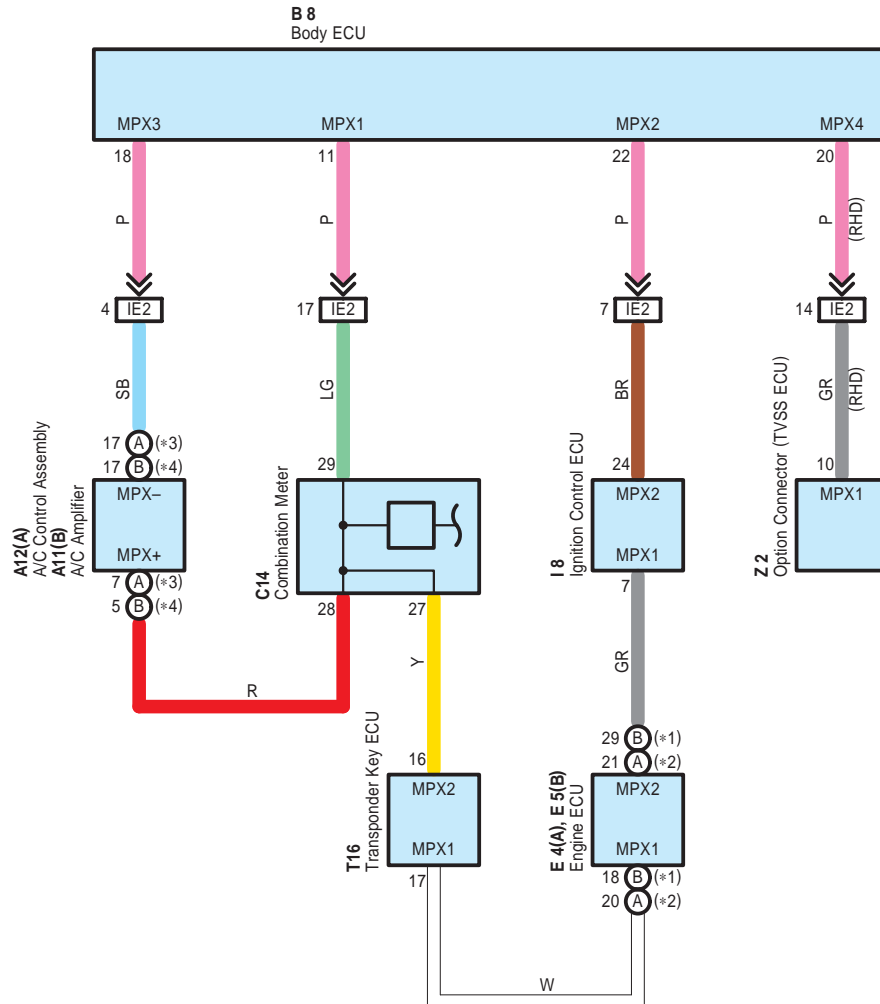 B 8
Body ECU
MPX3 MPX1 MPX2 MPX4
18 11 22 20
P P P P (RHD)
4 IE2 17 IE2 7 IE2 14 IE2
SB LG BR GR (RHD)
17 A (*3)
17 B (*4)
29 24 10
A12(A)
A/C Control Assembly
A11(B)
A/C Amplifier
MPX–
MPX+
C14
Combination Meter
I 8
Ignition Control ECU
MPX2
MPX1
Z 2
Option Connector (TVSS ECU)
MPX1
7 A (*3)
5 B (*4)
28 27 7
R Y GR
29 B (*1)
21 A (*2)
16
T16
Transponder Key ECU
MPX2
MPX1
E 4(A), E 5(B)
Engine ECU
MPX2
MPX1
17
18 B (*1)
20 A (*2)
W